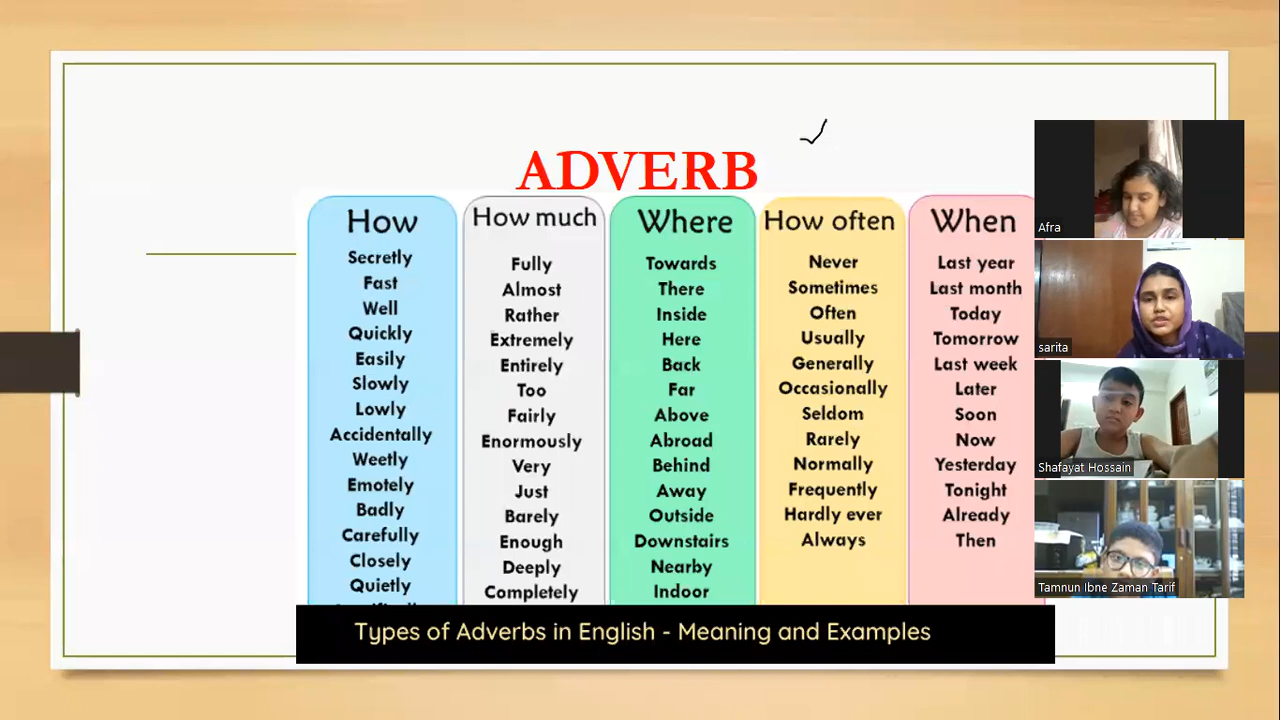 ADVERB
How
Secretly
Fast
Well
Quickly
Easily
Slowly
Lowly
Accidentally
Weetly
Emotely
Badly
Carefully
Closely
Quietly
How much
Fully
Almost
Rather
Extremely
Entirely
Too
Fairly
Enormously
Very
Just
Barely
Enough
Deeply
Completely
Where
Towards
There
Inside
Here
Back
Far
Above
Abroad
Behind
Away
Outside
Downstairs
Nearby
Indoor
How often
Never
Sometimes
Often
Usually
Generally
Occasionally
Seldom
Rarely
Normally
Frequently
Hardly ever
Always
When
Last year
Last month
Today
Tomorrow
Last week
Later
Soon
Now
Yesterday
Tonight
Already
Then
Types of Adverbs in English - Meaning and Examples
Afra
sarita
Shafayat Hossain
Tamnun Ibne Zaman Tarif